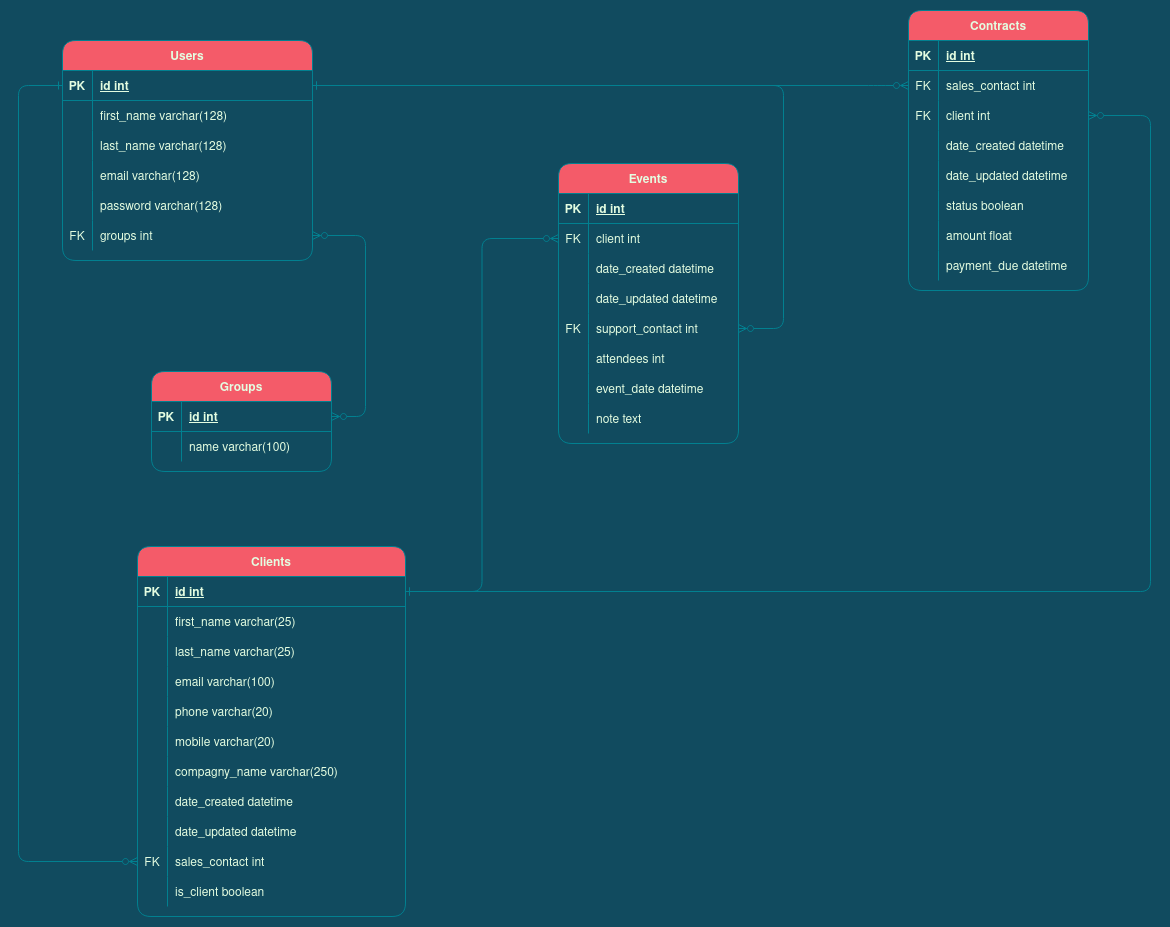 Users
PK id int
first_name varchar(128)
last_name varchar(128)
email varchar(128)
password varchar(128)
FK groups int
Contracts
PK id int
FK sales_contact int
FK client int
date_created datetime
date_updated datetime
status boolean
amount float
payment_due datetime
Events
PK id int
FK client int
date_created datetime
date_updated datetime
FK support_contact int
attendees int
event_date datetime
note text
Groups
PK id int
name varchar(100)
Clients
PK id int
first_name varchar(25)
last_name varchar(25)
email varchar(100)
phone varchar(20)
mobile varchar(20)
compagny_name varchar(250)
date_created datetime
date_updated datetime
FK sales_contact int
is_client boolean